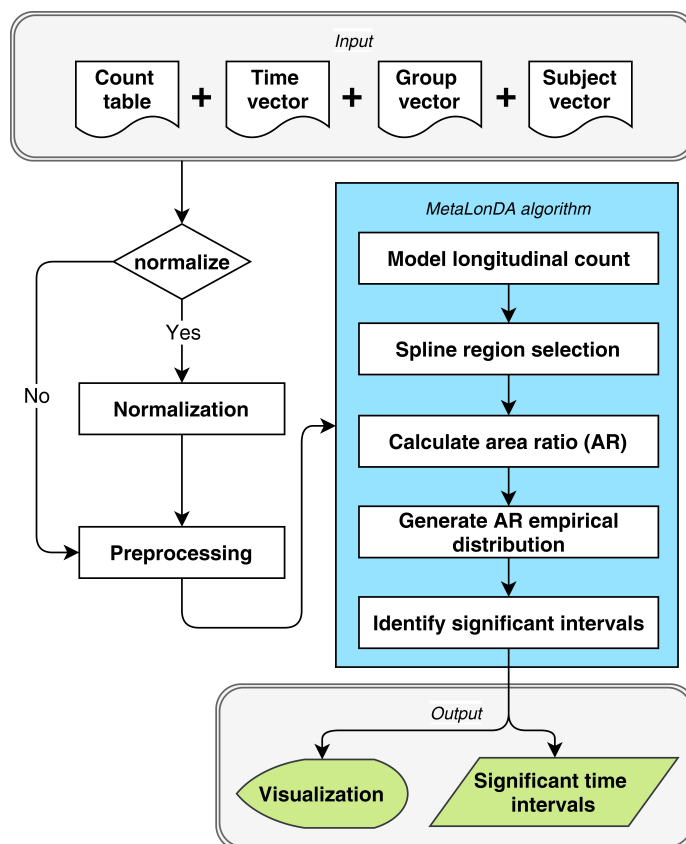 Input
Count
table
+
Time
vector
+
Group
vector
+
Subject
vector
normalize
Yes
No
Normalization
Preprocessing
MetaLonDA algorithm
Model longitudinal count
Spline region selection
Calculate area ratio (AR)
Generate AR empirical
distribution
Identify significant intervals
Output
Visualization
Significant time
intervals